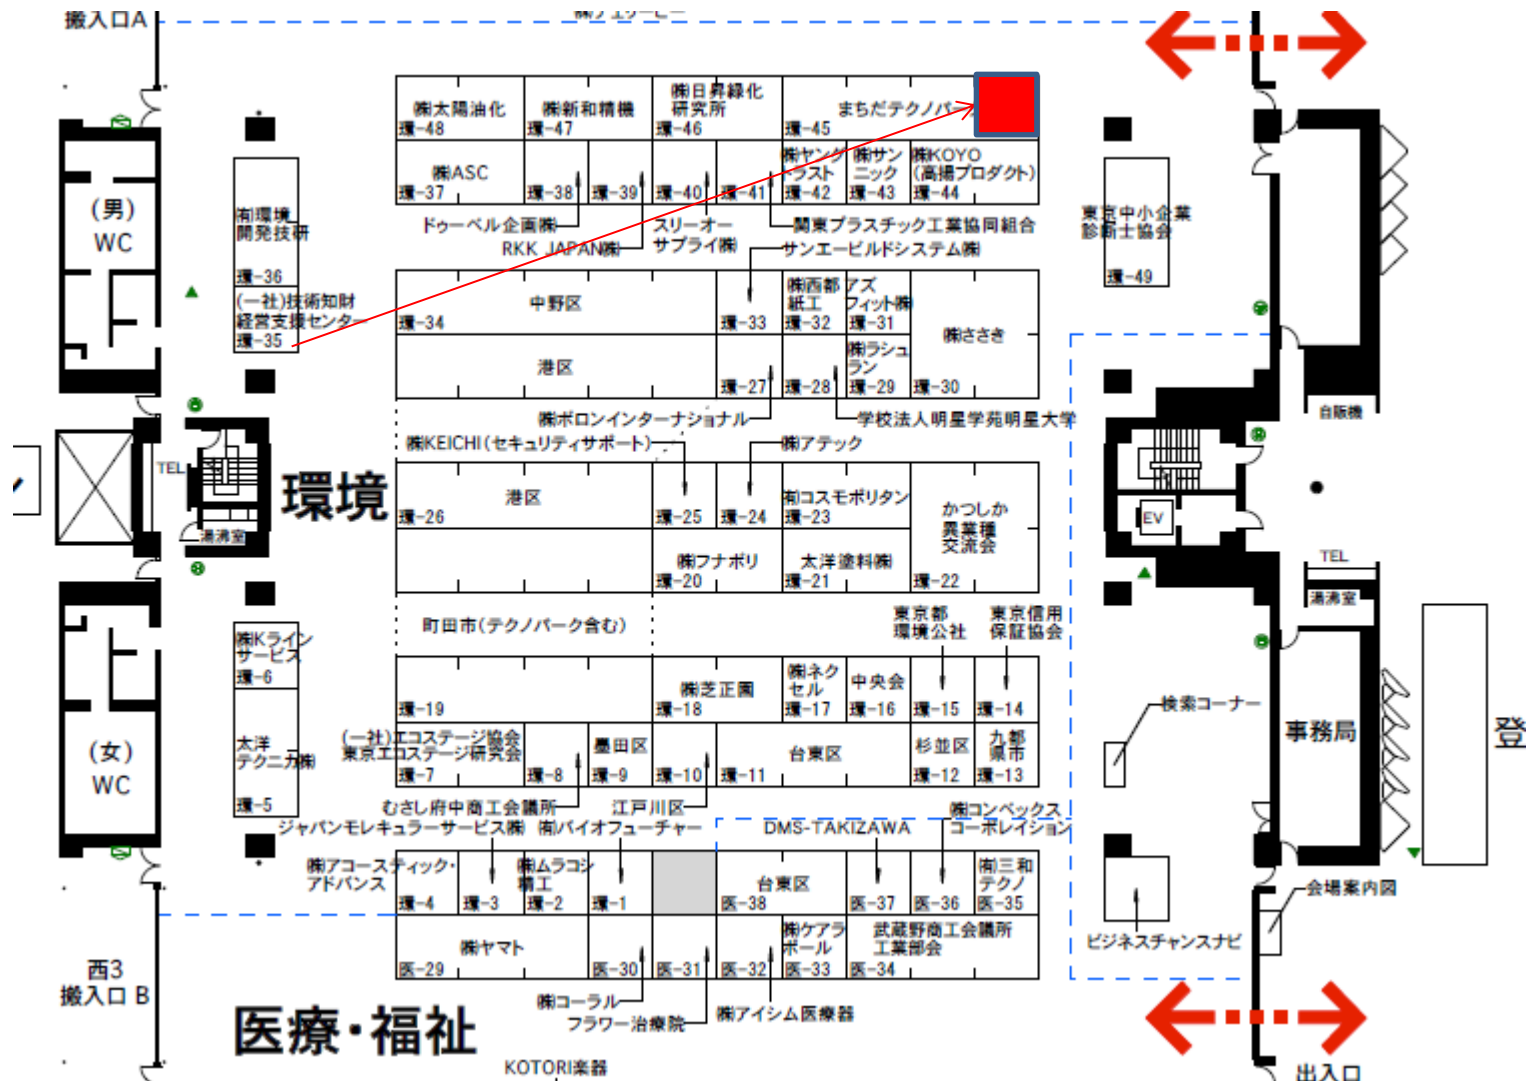 搬入口A
㈱太陽油化
環-48
㈱新和精機
環-47
㈱日昇緑化
研究所
環-46
まちだテクノパーク
環-45
㈱ASC
環-37
環-38
環-39
環-40
環-41
㈱ヤング
トラスト
環-42
㈱サン
ニック
環-43
㈱KOYO
(高揚プロダクト)
環-44
ドゥーベル企画㈱
RKK JAPAN㈱
スリーオー
サプライ㈱
関東プラスチック工業協同組合
サンエービルドシステム㈱
(男)
WC
㈲環境
開発技研
環-36
(一社)技術知財
経営支援センター
環-35
東京中小企業
診断士協会
環-49
中野区
環-34
環-33
㈱西都
紙工
環-32
アズ
フィット㈱
環-31
㈱ささき
環-30
港区
環-27
環-28
㈱ラシュ
ラン
環-29
㈱ボロンインターナショナル
学校法人明星学苑明星大学
㈱KEICHI(セキュリティサポート)
㈱アテック
自販機
TEL
湯沸室
環境
港区
環-26
環-25
環-24
㈲コスモポリタン
環-23
かつしか
異業種
交流会
環-22
㈱フナボリ
環-20
太洋塗料㈱
環-21
EV
TEL
湯沸室
町田市(テクノパーク含む)
東京都
環境公社
東京信用
保証協会
㈱Kライン
サービス
環-6
太洋
テクニカ㈱
環-5
(女)
WC
環-19
㈱芝正園
環-18
㈱ネク
セル
環-17
中央会
環-16
環-15
環-14
(一社)エコステージ協会
東京エコステージ研究会
環-7
環-8
墨田区
環-9
環-10
台東区
環-11
杉並区
環-12
九都
県市
環-13
検索コーナー
事務局
登
むさし府中商工会議所
江戸川区
㈱コンベックス
コーポレイション
ジャパンモレキュラーサービス㈱
㈲バイオフューチャー
DMS-TAKIZAWA
㈱アコースティック・
アドバンス
環-4
環-3
㈱ムラコシ
精工
環-2
環-1
台東区
医-38
医-37
医-36
㈲三和
テクノ
医-35
会場案内図
㈱ヤマト
医-29
医-30
医-31
医-32
㈱ケアラ
ポール
医-33
武蔵野商工会議所
工業部会
医-34
ビジネスチャンスナビ
西3
搬入口 B
㈱コーラル
フラワー治療院
㈱アイシム医療器
医療・福祉
KOTORI楽器
出入口